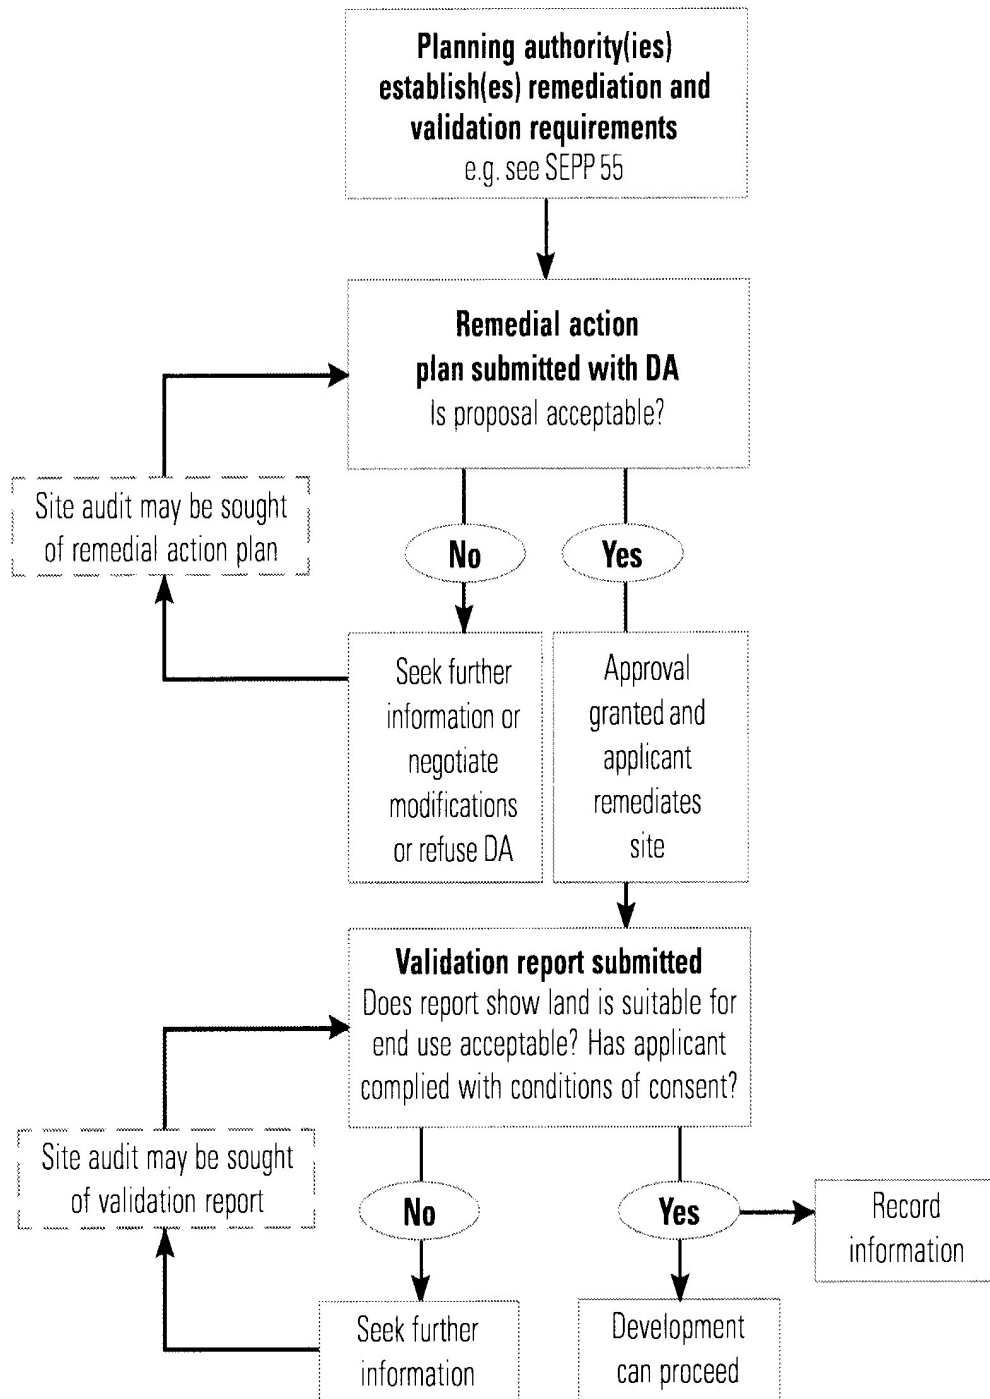 Planning authority(ies)
establish(es) remediation and
validation requirements
e.g. see SEPP 55
Remedial action
plan submitted with DA
Is proposal acceptable?
Site audit may be sought
of remedial action plan
No
Yes
Seek further
information or
negotiate
modifications
or refuse DA
Approval
granted and
applicant
remediates
site
Validation report submitted
Does report show land is suitable for
end use acceptable? Has applicant
complied with conditions of consent?
Site audit may be sought
of validation report
No
Yes
Record
information
Seek further
information
Development
can proceed